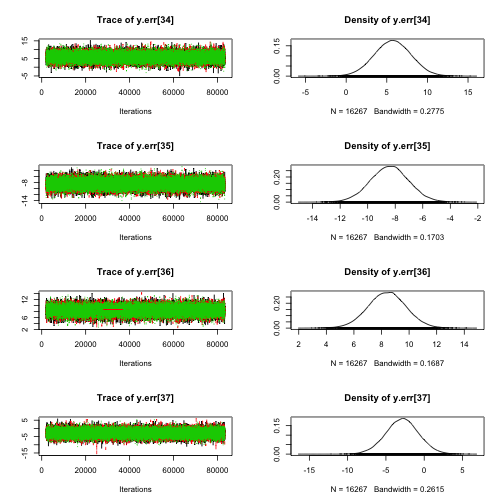 Trace of y.err[34]
Density of y.err[34]
-5 5 15
0 20000 40000 60000 80000
Iterations
0.00 0.15
-5 0 5 10 15
N = 16267 Bandwidth = 0.2775
Trace of y.err[35]
Density of y.err[35]
-14 -8
0 20000 40000 60000 80000
Iterations
0.00 0.20
-14 -12 -10 -8 -6 -4 -2
N = 16267 Bandwidth = 0.1703
Trace of y.err[36]
Density of y.err[36]
2 6 12
0 20000 40000 60000 80000
Iterations
0.00 0.20
2 4 6 8 10 12 14
N = 16267 Bandwidth = 0.1687
Trace of y.err[37]
Density of y.err[37]
-15 -5 5
0 20000 40000 60000 80000
Iterations
0.00 0.15
-15 -10 -5 0 5
N = 16267 Bandwidth = 0.2615